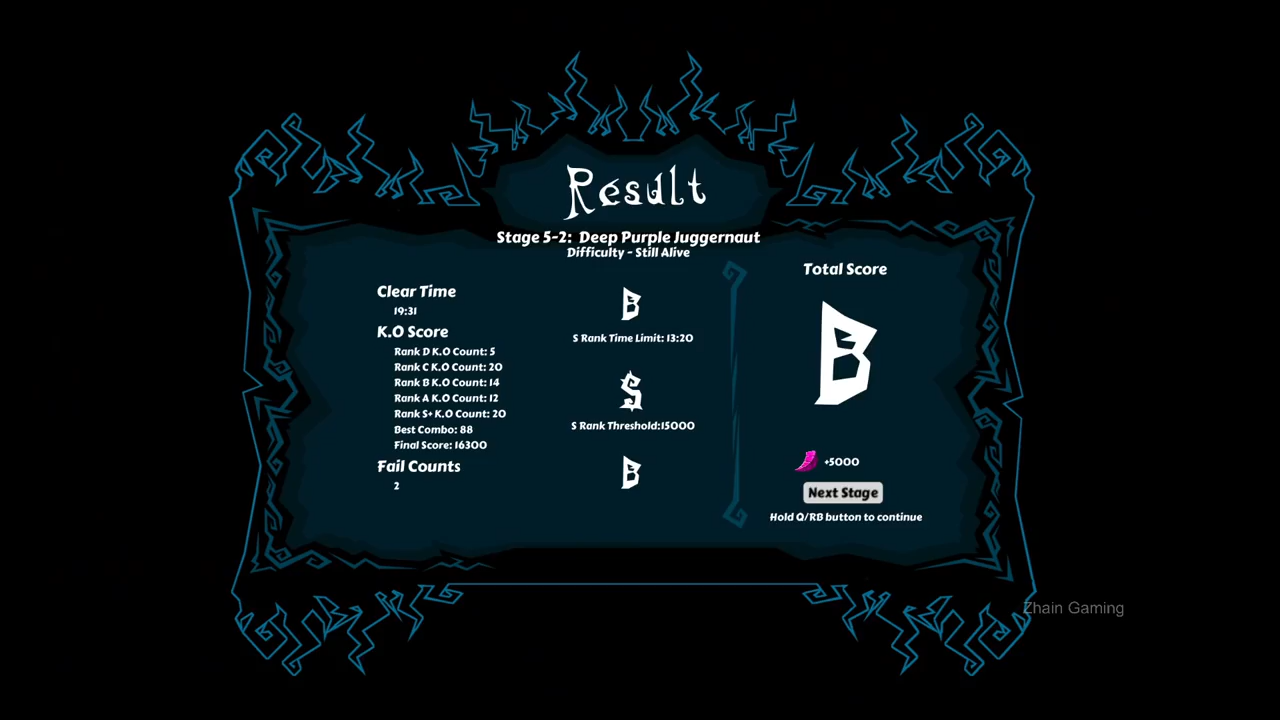 Result
Stage 5-2: Deep Purple Juggernaut
Difficulty - Still Alive
Clear Time
19:31
B
S Rank Time Limit: 13:20
K.O Score
Rank D K.O Count: 5
Rank C K.O Count: 20
Rank B K.O Count: 14
Rank A K.O Count: 12
Rank S+ K.O Count: 20
Best Combo: 88
Final Score: 16300
S
S Rank Threshold:15000
Fail Counts
2
B
Total Score
B
+5000
Next Stage
Hold Q/RB button to continue
Zhain Gaming